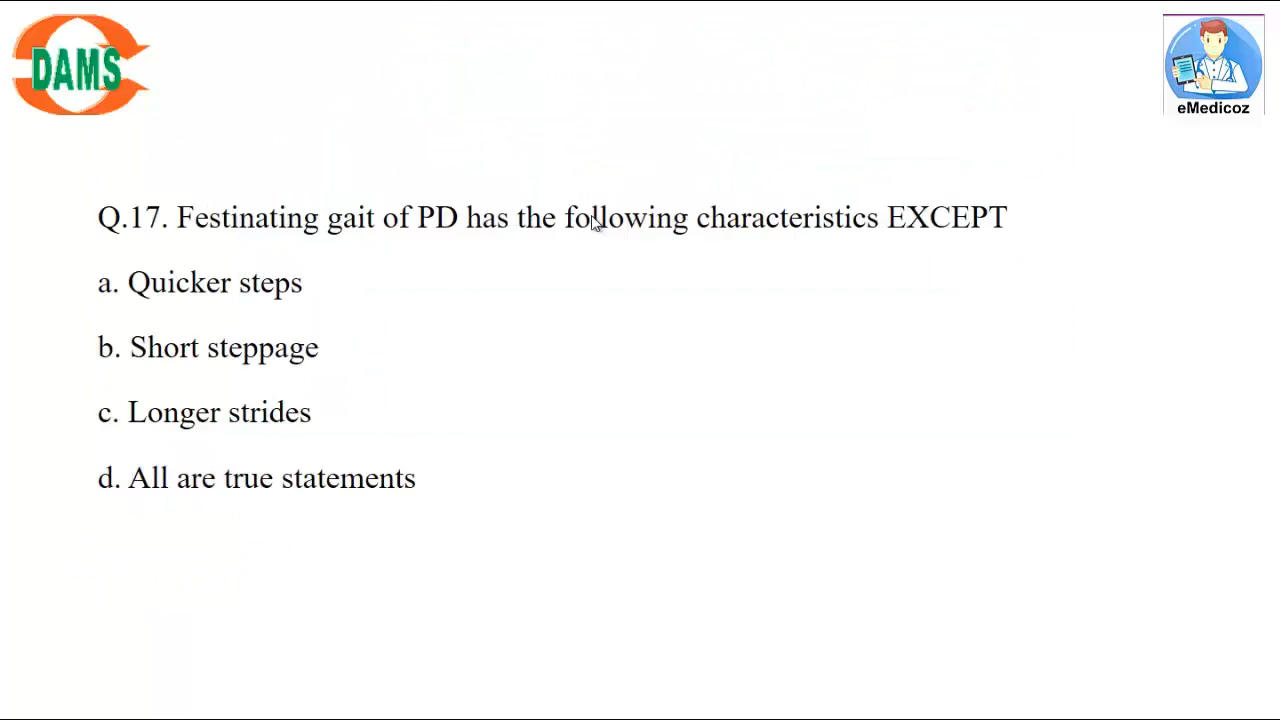 DAMS
eMedicoz
Q.17. Festinating gait of PD has the following characteristics EXCEPT
a. Quicker steps
b. Short steppage
c. Longer strides
d. All are true statements